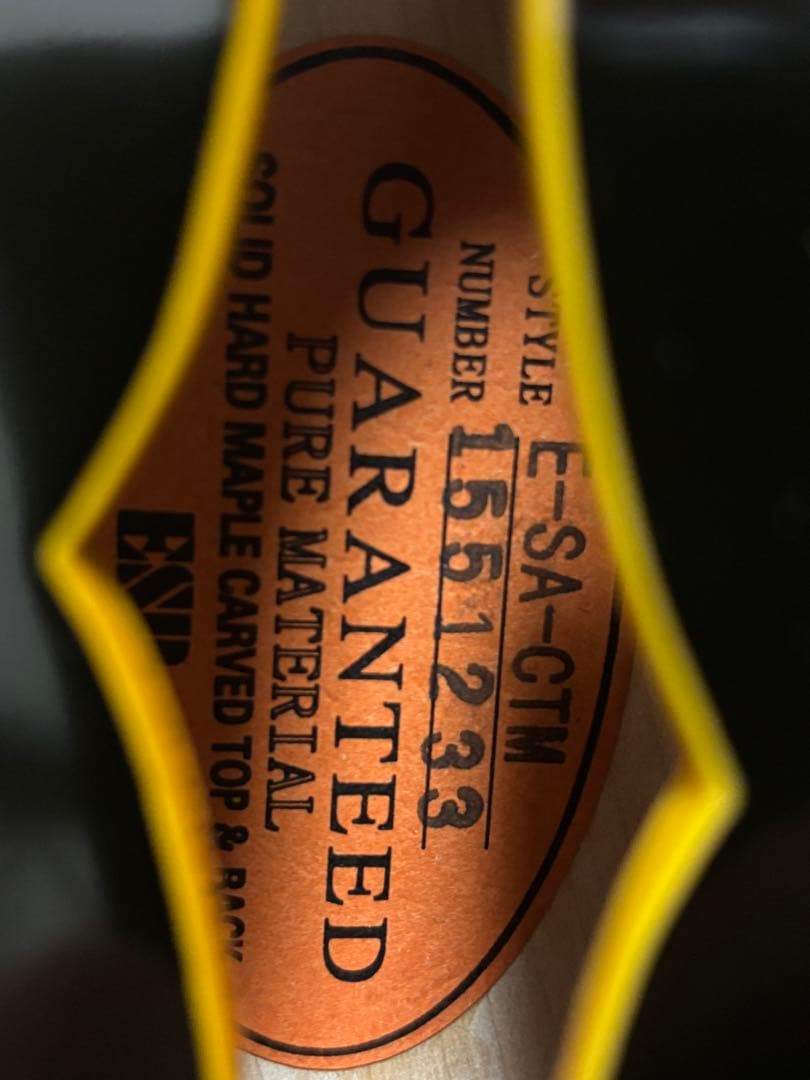 STYLE E-SA-CTM
NUMBER 1551233
GUARANTEED
PURE MATERIAL
SOLID HARD MAPLE CARVED TOP & BACK
ESP